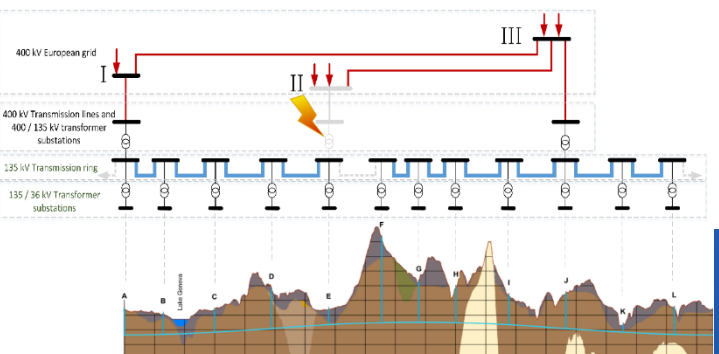 III
400 kV European grid
I
II
400 kV Transmission lines and
400 / 135 kV transformer
substations
135 kV Transmission ring
135 / 36 kV Transformer
substations
F
G
H
D
I
J
A
B
Lake Geneva
C
E
K
L